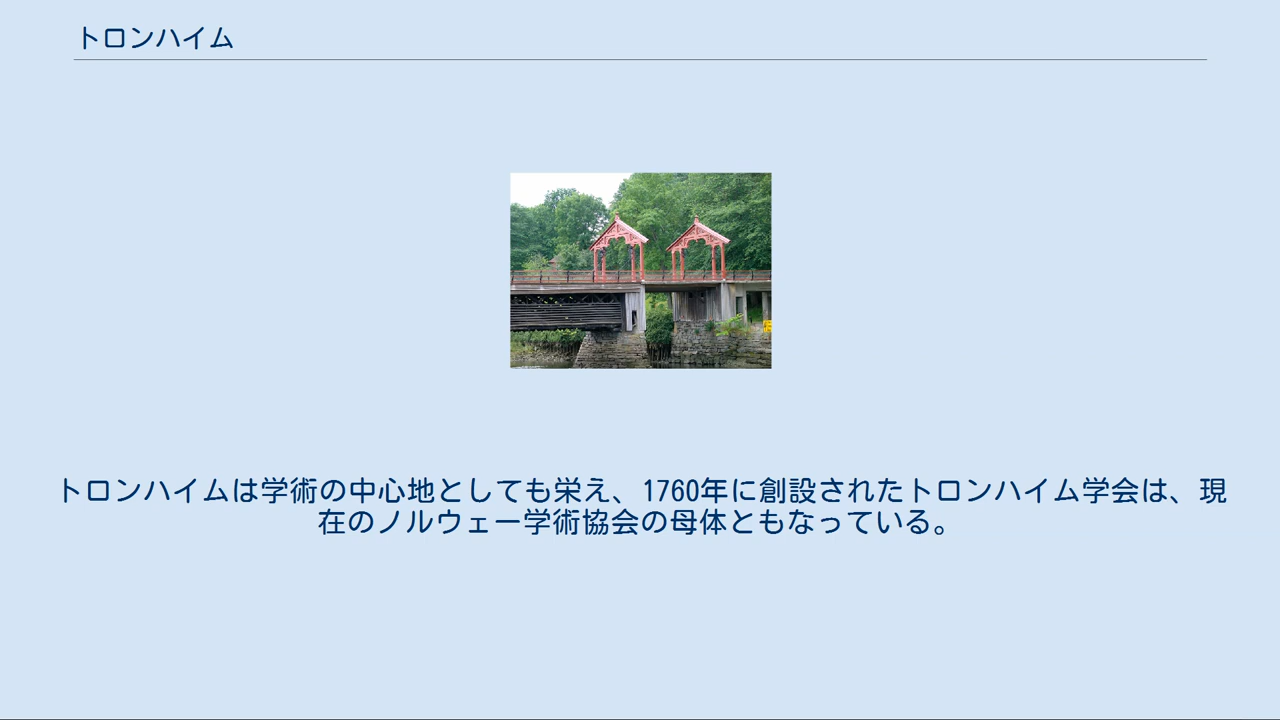 トロンハイム
トロンハイムは学術の中心地としても栄え、1760年に創設されたトロンハイム学会は、現
在のノルウェー学術協会の母体ともなっている。